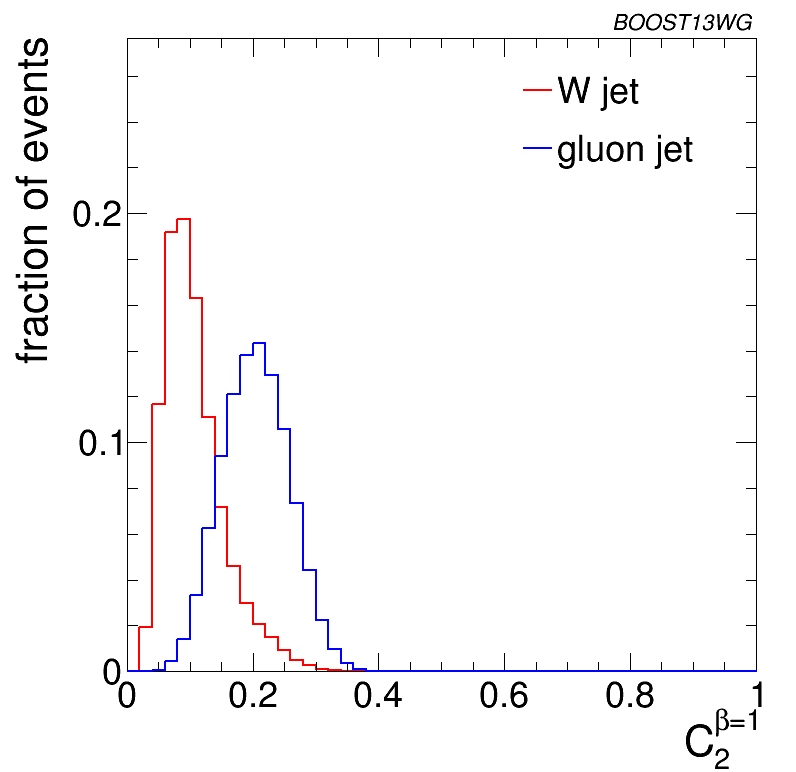 BOOST13WG
fraction of events
W jet
gluon jet
0.2
0.1
0
0 0.2 0.4 0.6 0.8 1
C₂^β=1